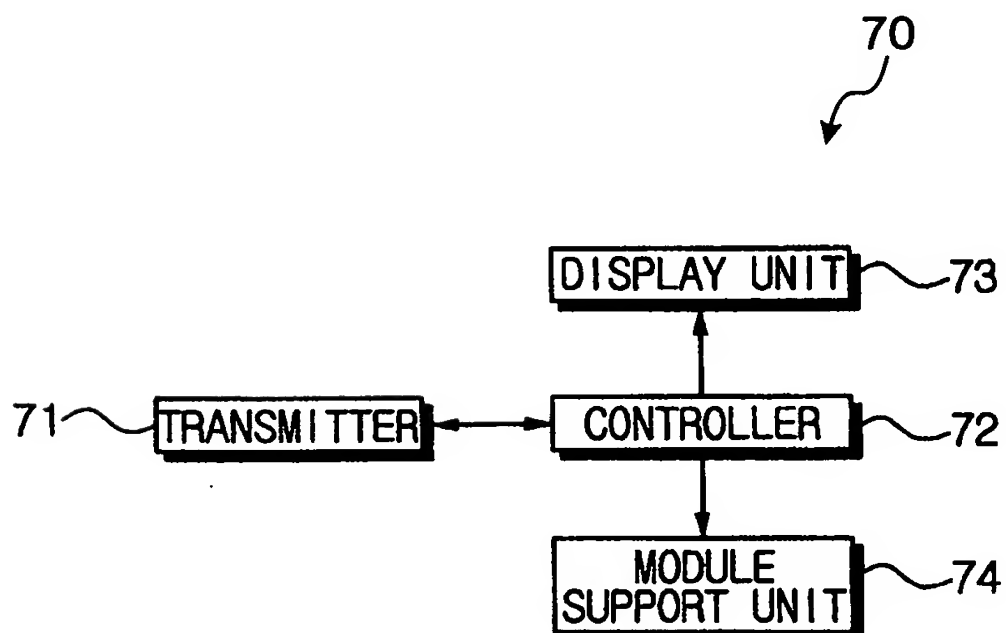 70
DISPLAY UNIT
73
71
TRANSMITTER
CONTROLLER
72
MODULE
SUPPORT UNIT
74